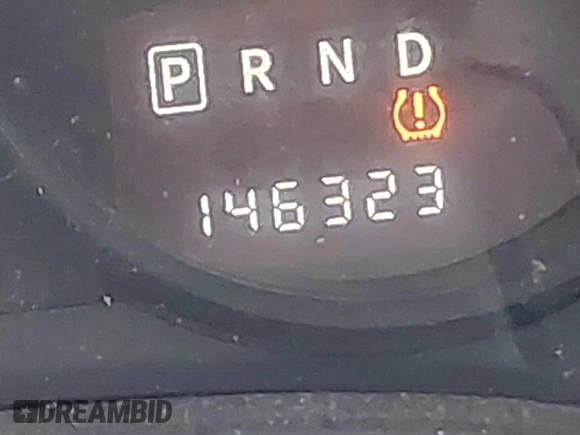 P R N D
146323
DREAMBID